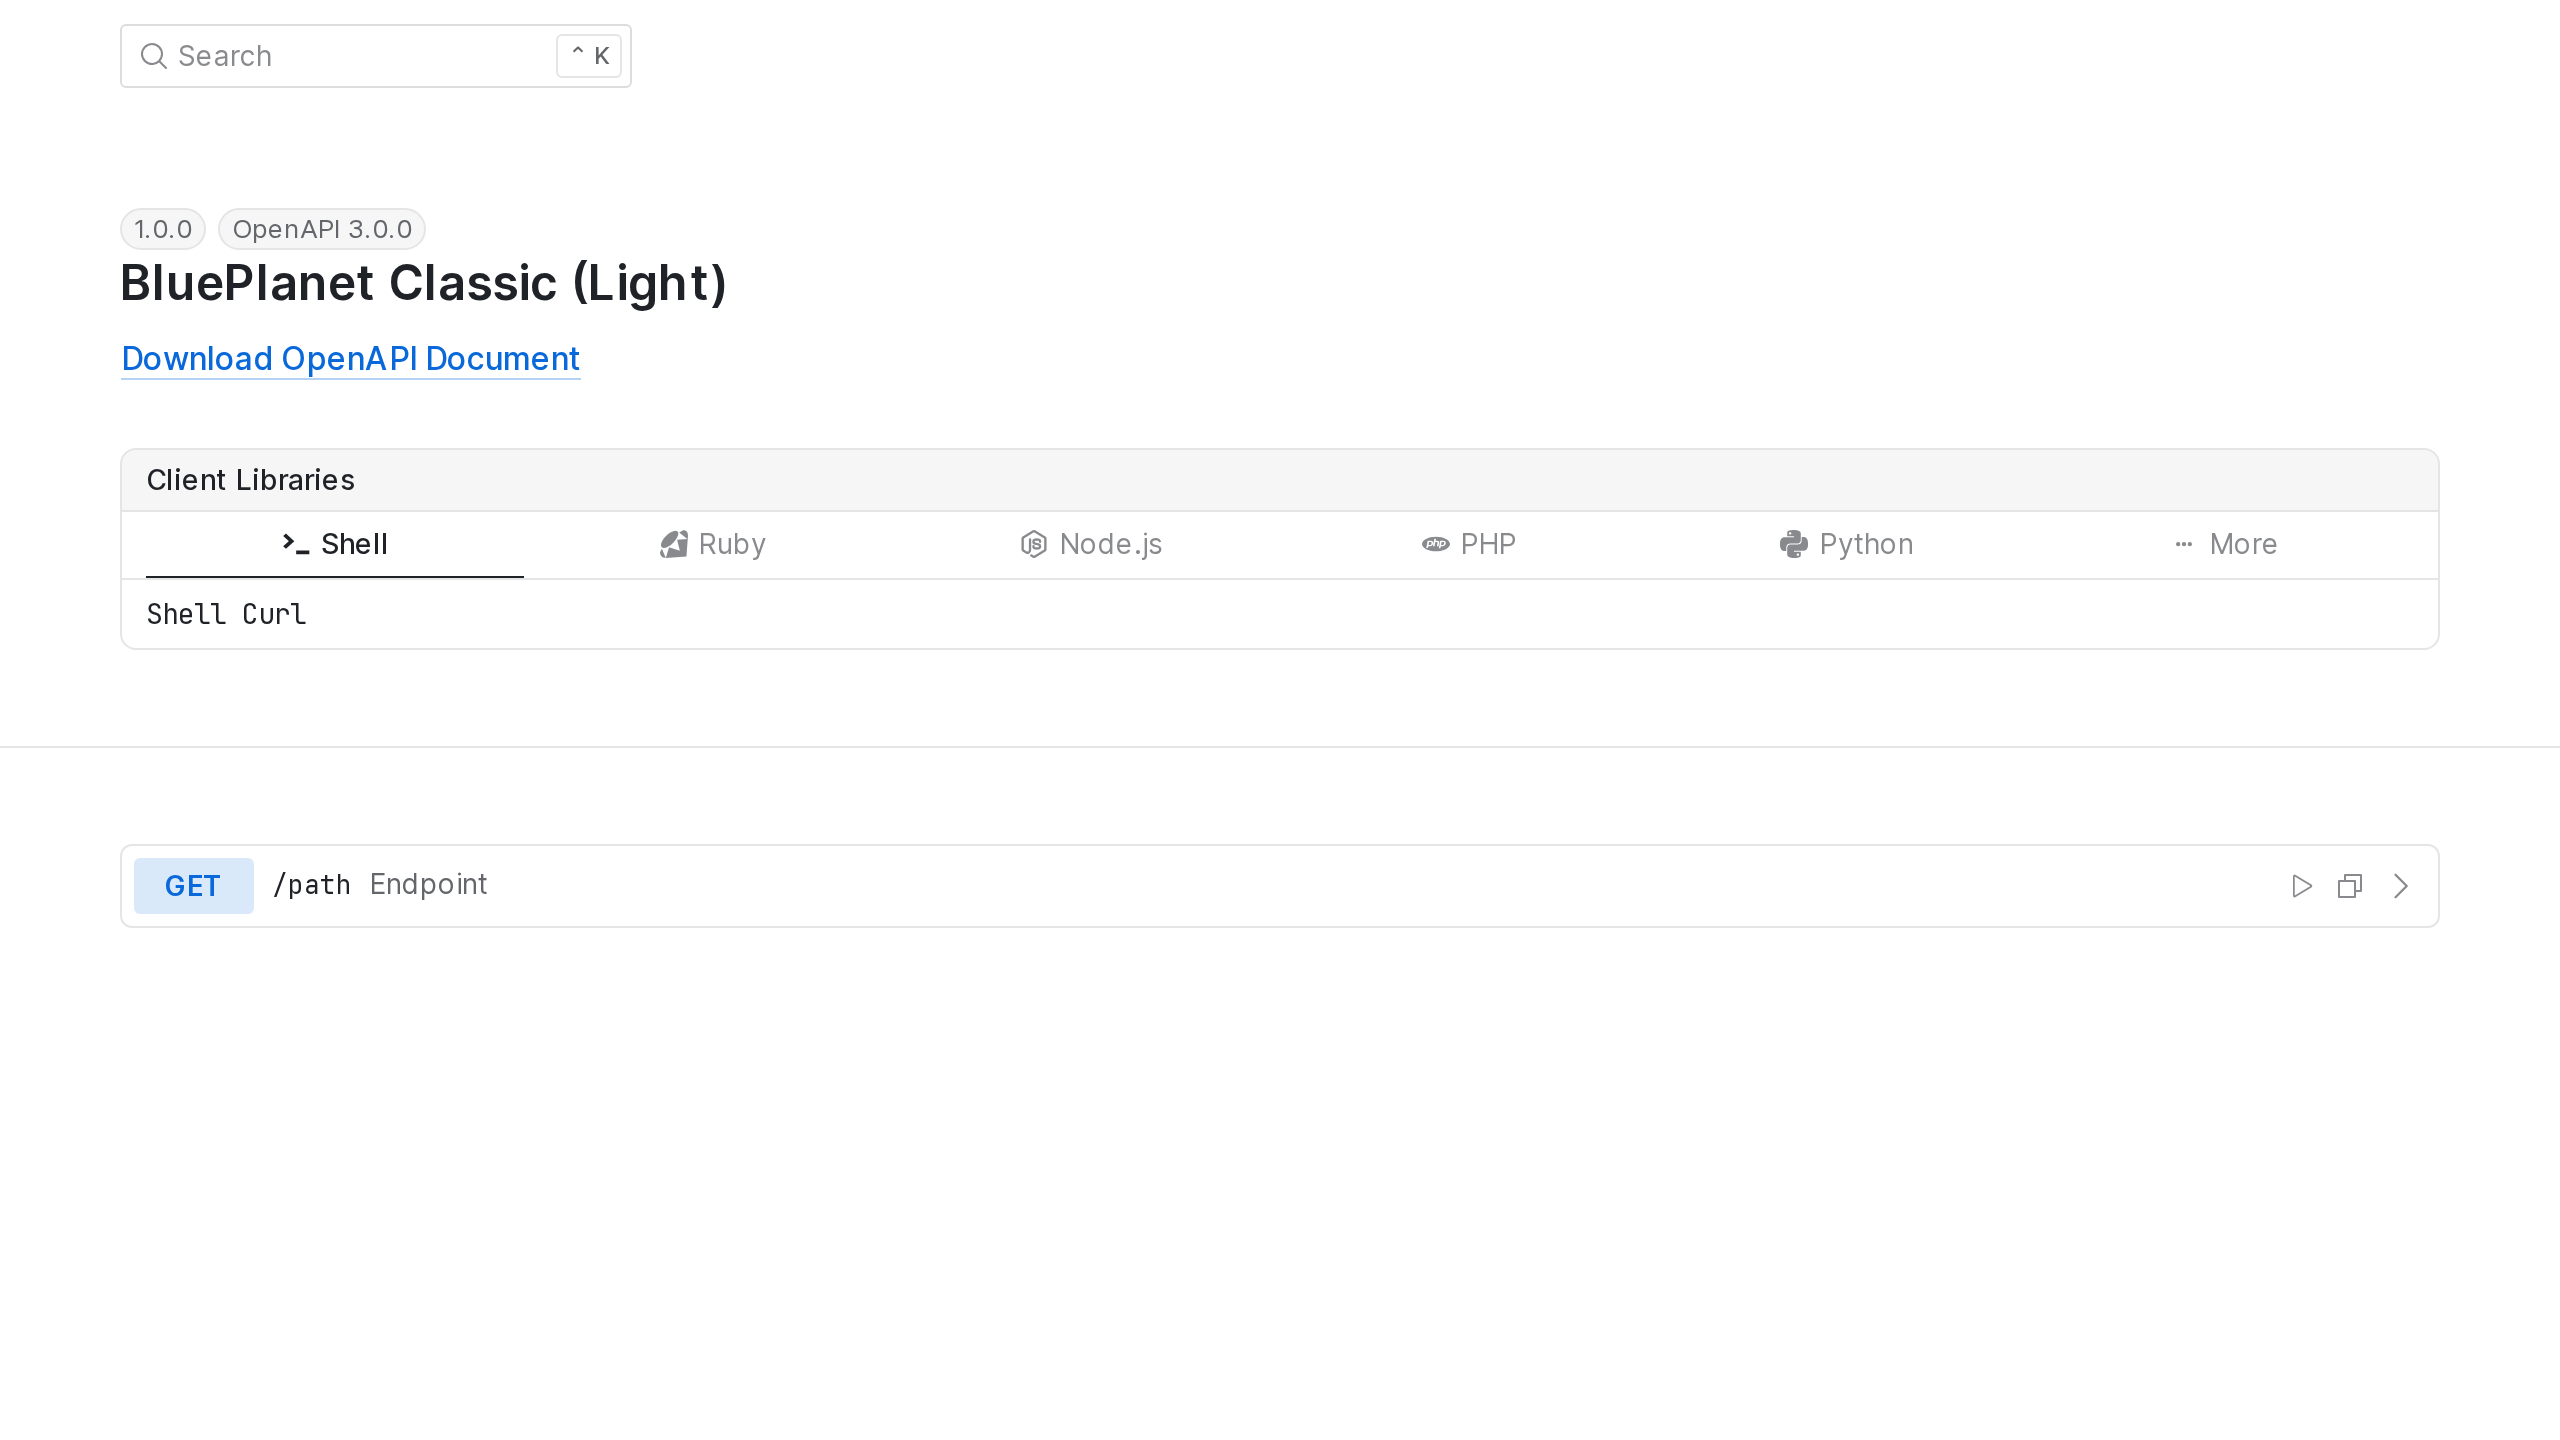 Search ⌃ K
1.0.0 OpenAPI 3.0.0
BluePlanet Classic (Light)
Download OpenAPI Document
Client Libraries
Shell Ruby Node.js PHP Python More
Shell Curl
GET /path Endpoint